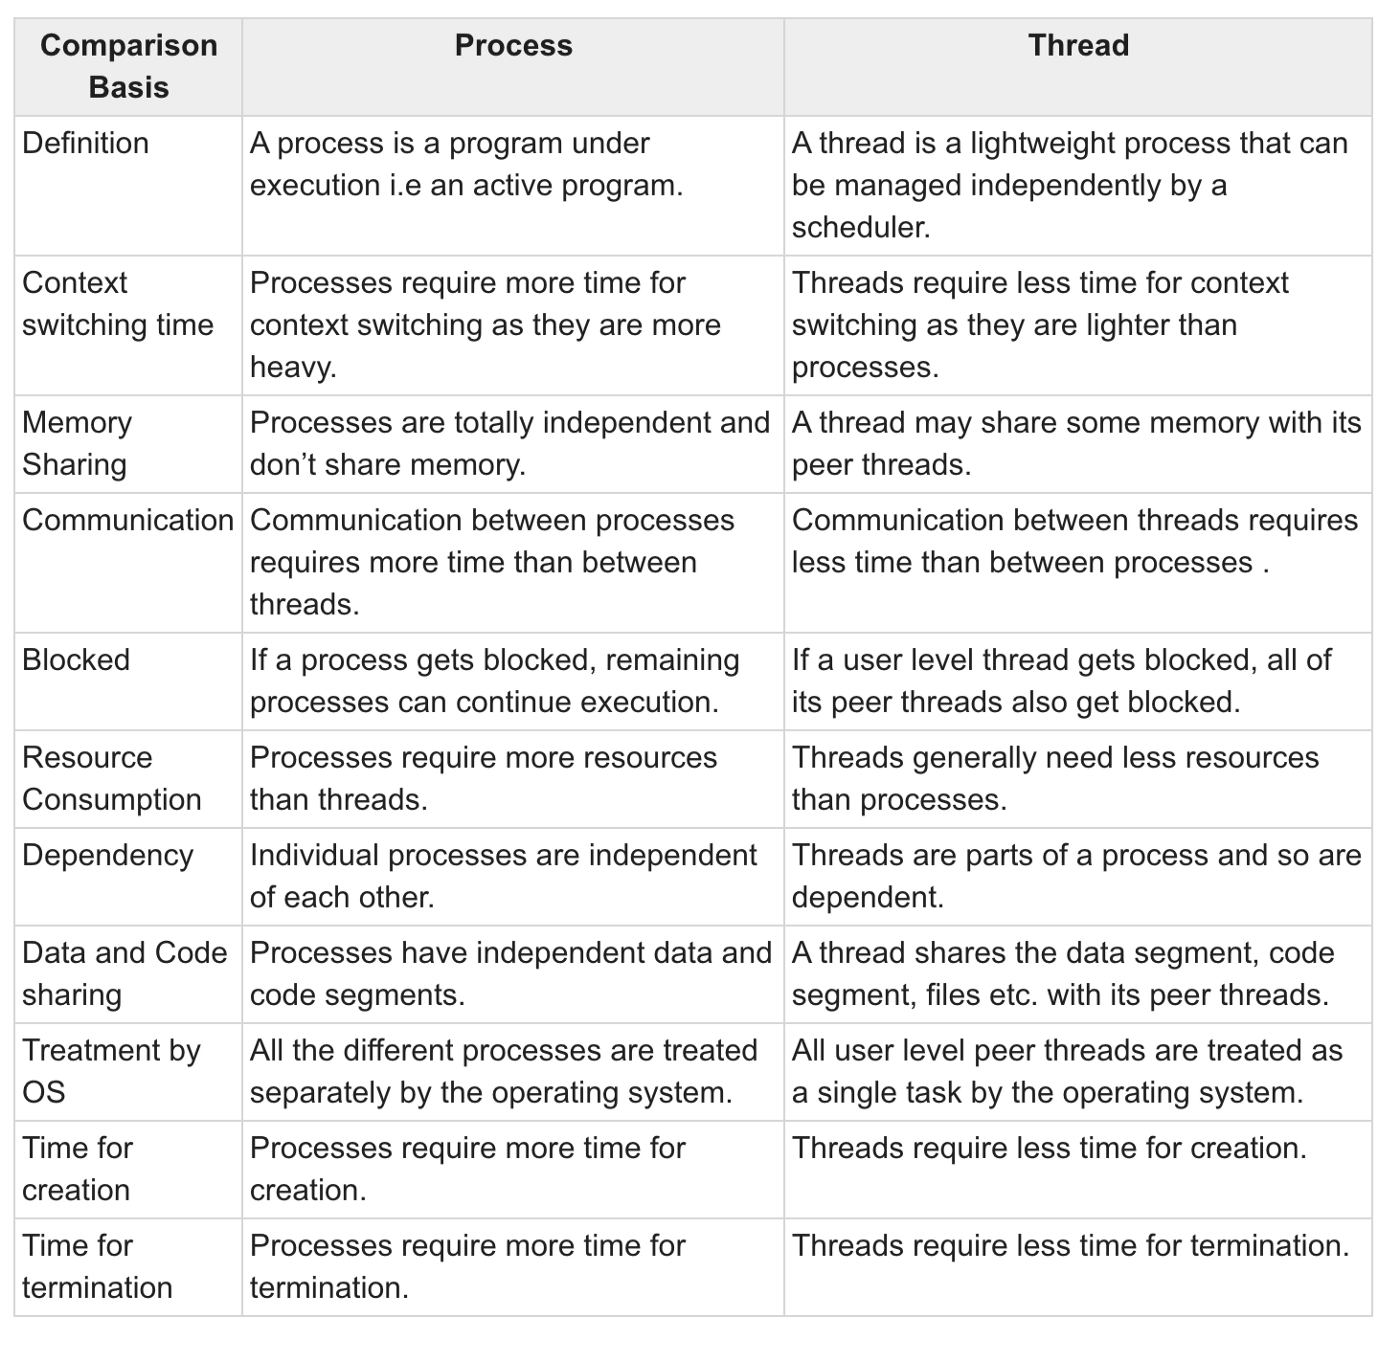 Comparison Basis | Process | Thread
Definition | A process is a program under execution i.e an active program. | A thread is a lightweight process that can be managed independently by a scheduler.
Context switching time | Processes require more time for context switching as they are more heavy. | Threads require less time for context switching as they are lighter than processes.
Memory Sharing | Processes are totally independent and don’t share memory. | A thread may share some memory with its peer threads.
Communication | Communication between processes requires more time than between threads. | Communication between threads requires less time than between processes .
Blocked | If a process gets blocked, remaining processes can continue execution. | If a user level thread gets blocked, all of its peer threads also get blocked.
Resource Consumption | Processes require more resources than threads. | Threads generally need less resources than processes.
Dependency | Individual processes are independent of each other. | Threads are parts of a process and so are dependent.
Data and Code sharing | Processes have independent data and code segments. | A thread shares the data segment, code segment, files etc. with its peer threads.
Treatment by OS | All the different processes are treated separately by the operating system. | All user level peer threads are treated as a single task by the operating system.
Time for creation | Processes require more time for creation. | Threads require less time for creation.
Time for termination | Processes require more time for termination. | Threads require less time for termination.